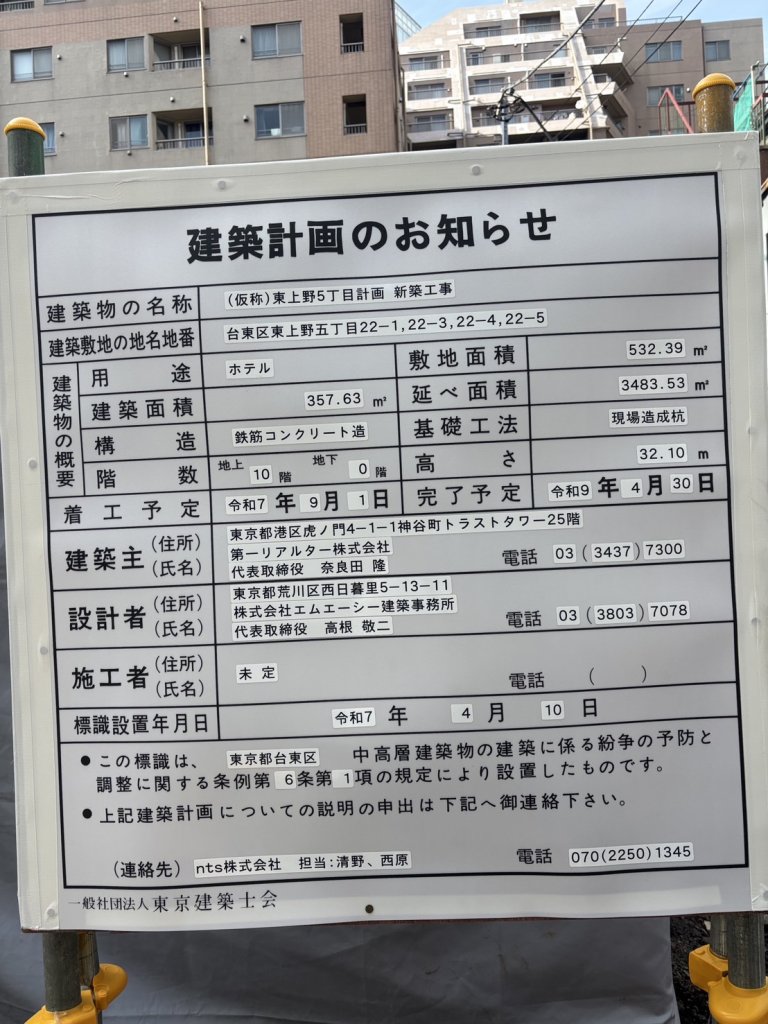 建築計画のお知らせ
建築物の名称 (仮称)東上野5丁目計画 新築工事
建築敷地の地名地番 台東区東上野五丁目22-1,22-3,22-4,22-5
建築物の概要
用途 ホテル 敷地面積 532.39 ㎡
建築面積 357.63 ㎡ 延べ面積 3483.53 ㎡
構造 鉄筋コンクリート造 基礎工法 現場造成杭
階数 地上 10 階 地下 0 階 高さ 32.10 m
着工予定 令和7 年 9 月 1 日 完了予定 令和9 年 4 月 30 日
建築主 (住所) (氏名)
東京都港区虎ノ門4-1-1神谷町トラストタワー25階
第一リアルター株式会社
代表取締役 奈良田 隆 電話 03 (3437) 7300
設計者 (住所) (氏名)
東京都荒川区西日暮里5-13-11
株式会社エムエーシー建築事務所
代表取締役 高根 敬二 電話 03 (3803) 7078
施工者 (住所) (氏名)
未定 電話 ( )
標識設置年月日 令和7 年 4 月 10 日
●この標識は、 東京都台東区 中高層建築物の建築に係る紛争の予防と
調整に関する条例第 6 条第 1 項の規定により設置したものです。
●上記建築計画についての説明の申出は下記へ御連絡下さい。
(連絡先) nts株式会社 担当:清野、西原 電話 070(2250)1345
一般社団法人 東京建築士会